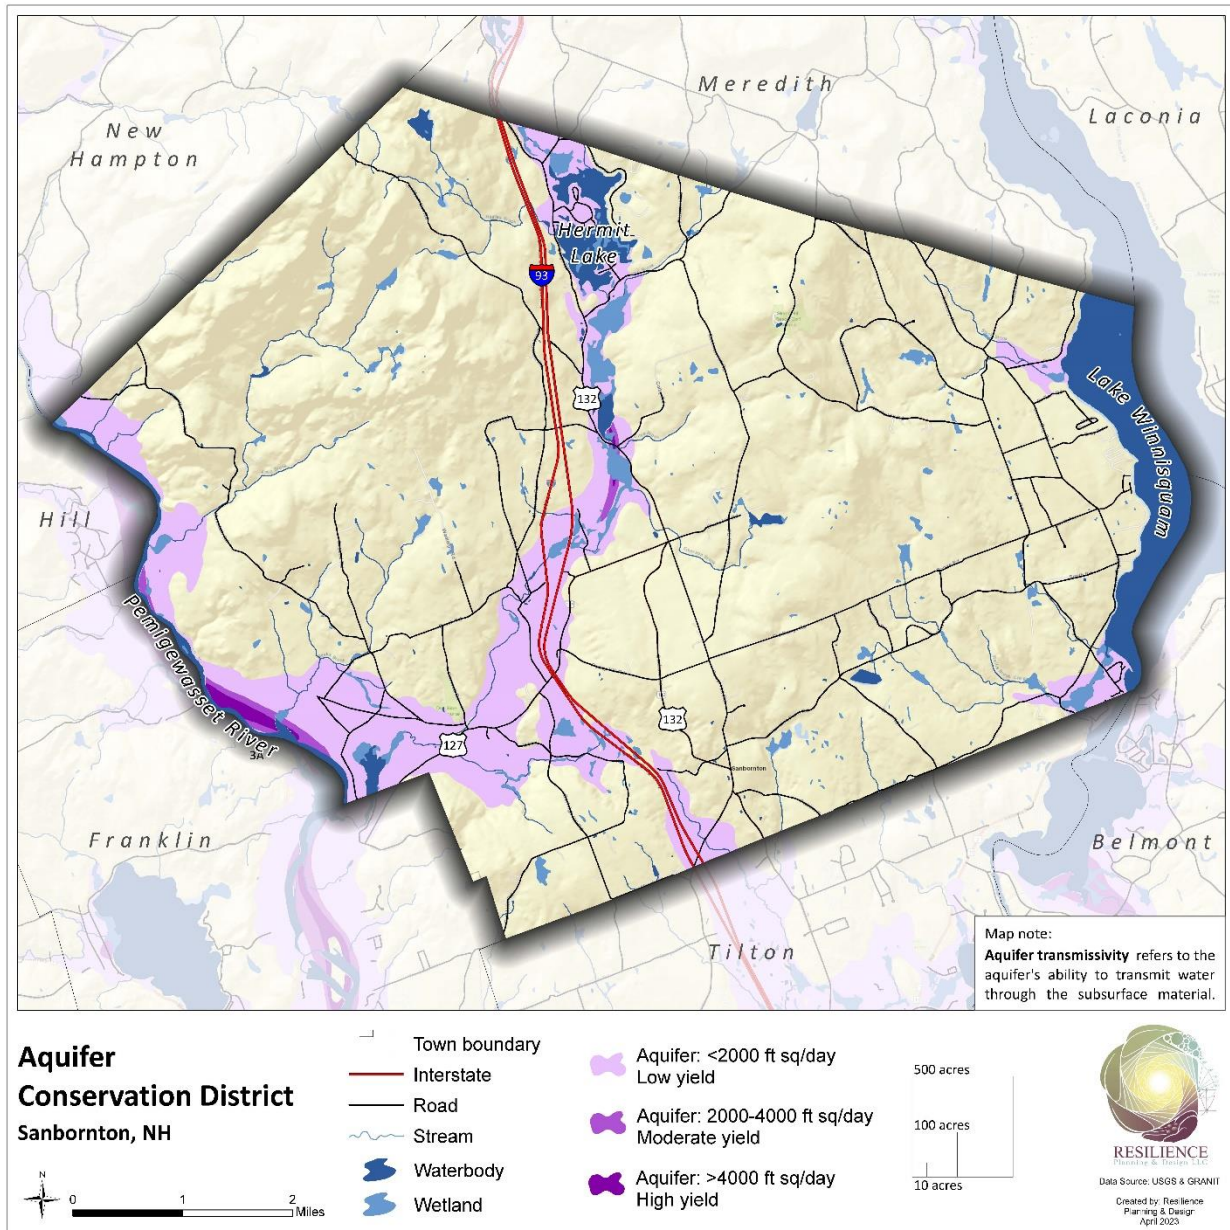 New
Hampton
Meredith
Laconia
Hermit
Lake
93
132
Lake Winnisquam
Hill
Pemigewasset River
3A
127
132
Sanbornton
Franklin
Belmont
Tilton
Map note:
Aquifer transmissivity refers to the
aquifer's ability to transmit water
through the subsurface material.
Aquifer
Conservation District
Sanbornton, NH
N
0 1 2
Miles
Town boundary
Interstate
Road
Stream
Waterbody
Wetland
Aquifer: <2000 ft sq/day
Low yield
Aquifer: 2000-4000 ft sq/day
Moderate yield
Aquifer: >4000 ft sq/day
High yield
500 acres
100 acres
10 acres
RESILIENCE
Planning & Design LLC
Data Source: USGS & GRANIT
Created by: Resilience
Planning & Design
April 2023